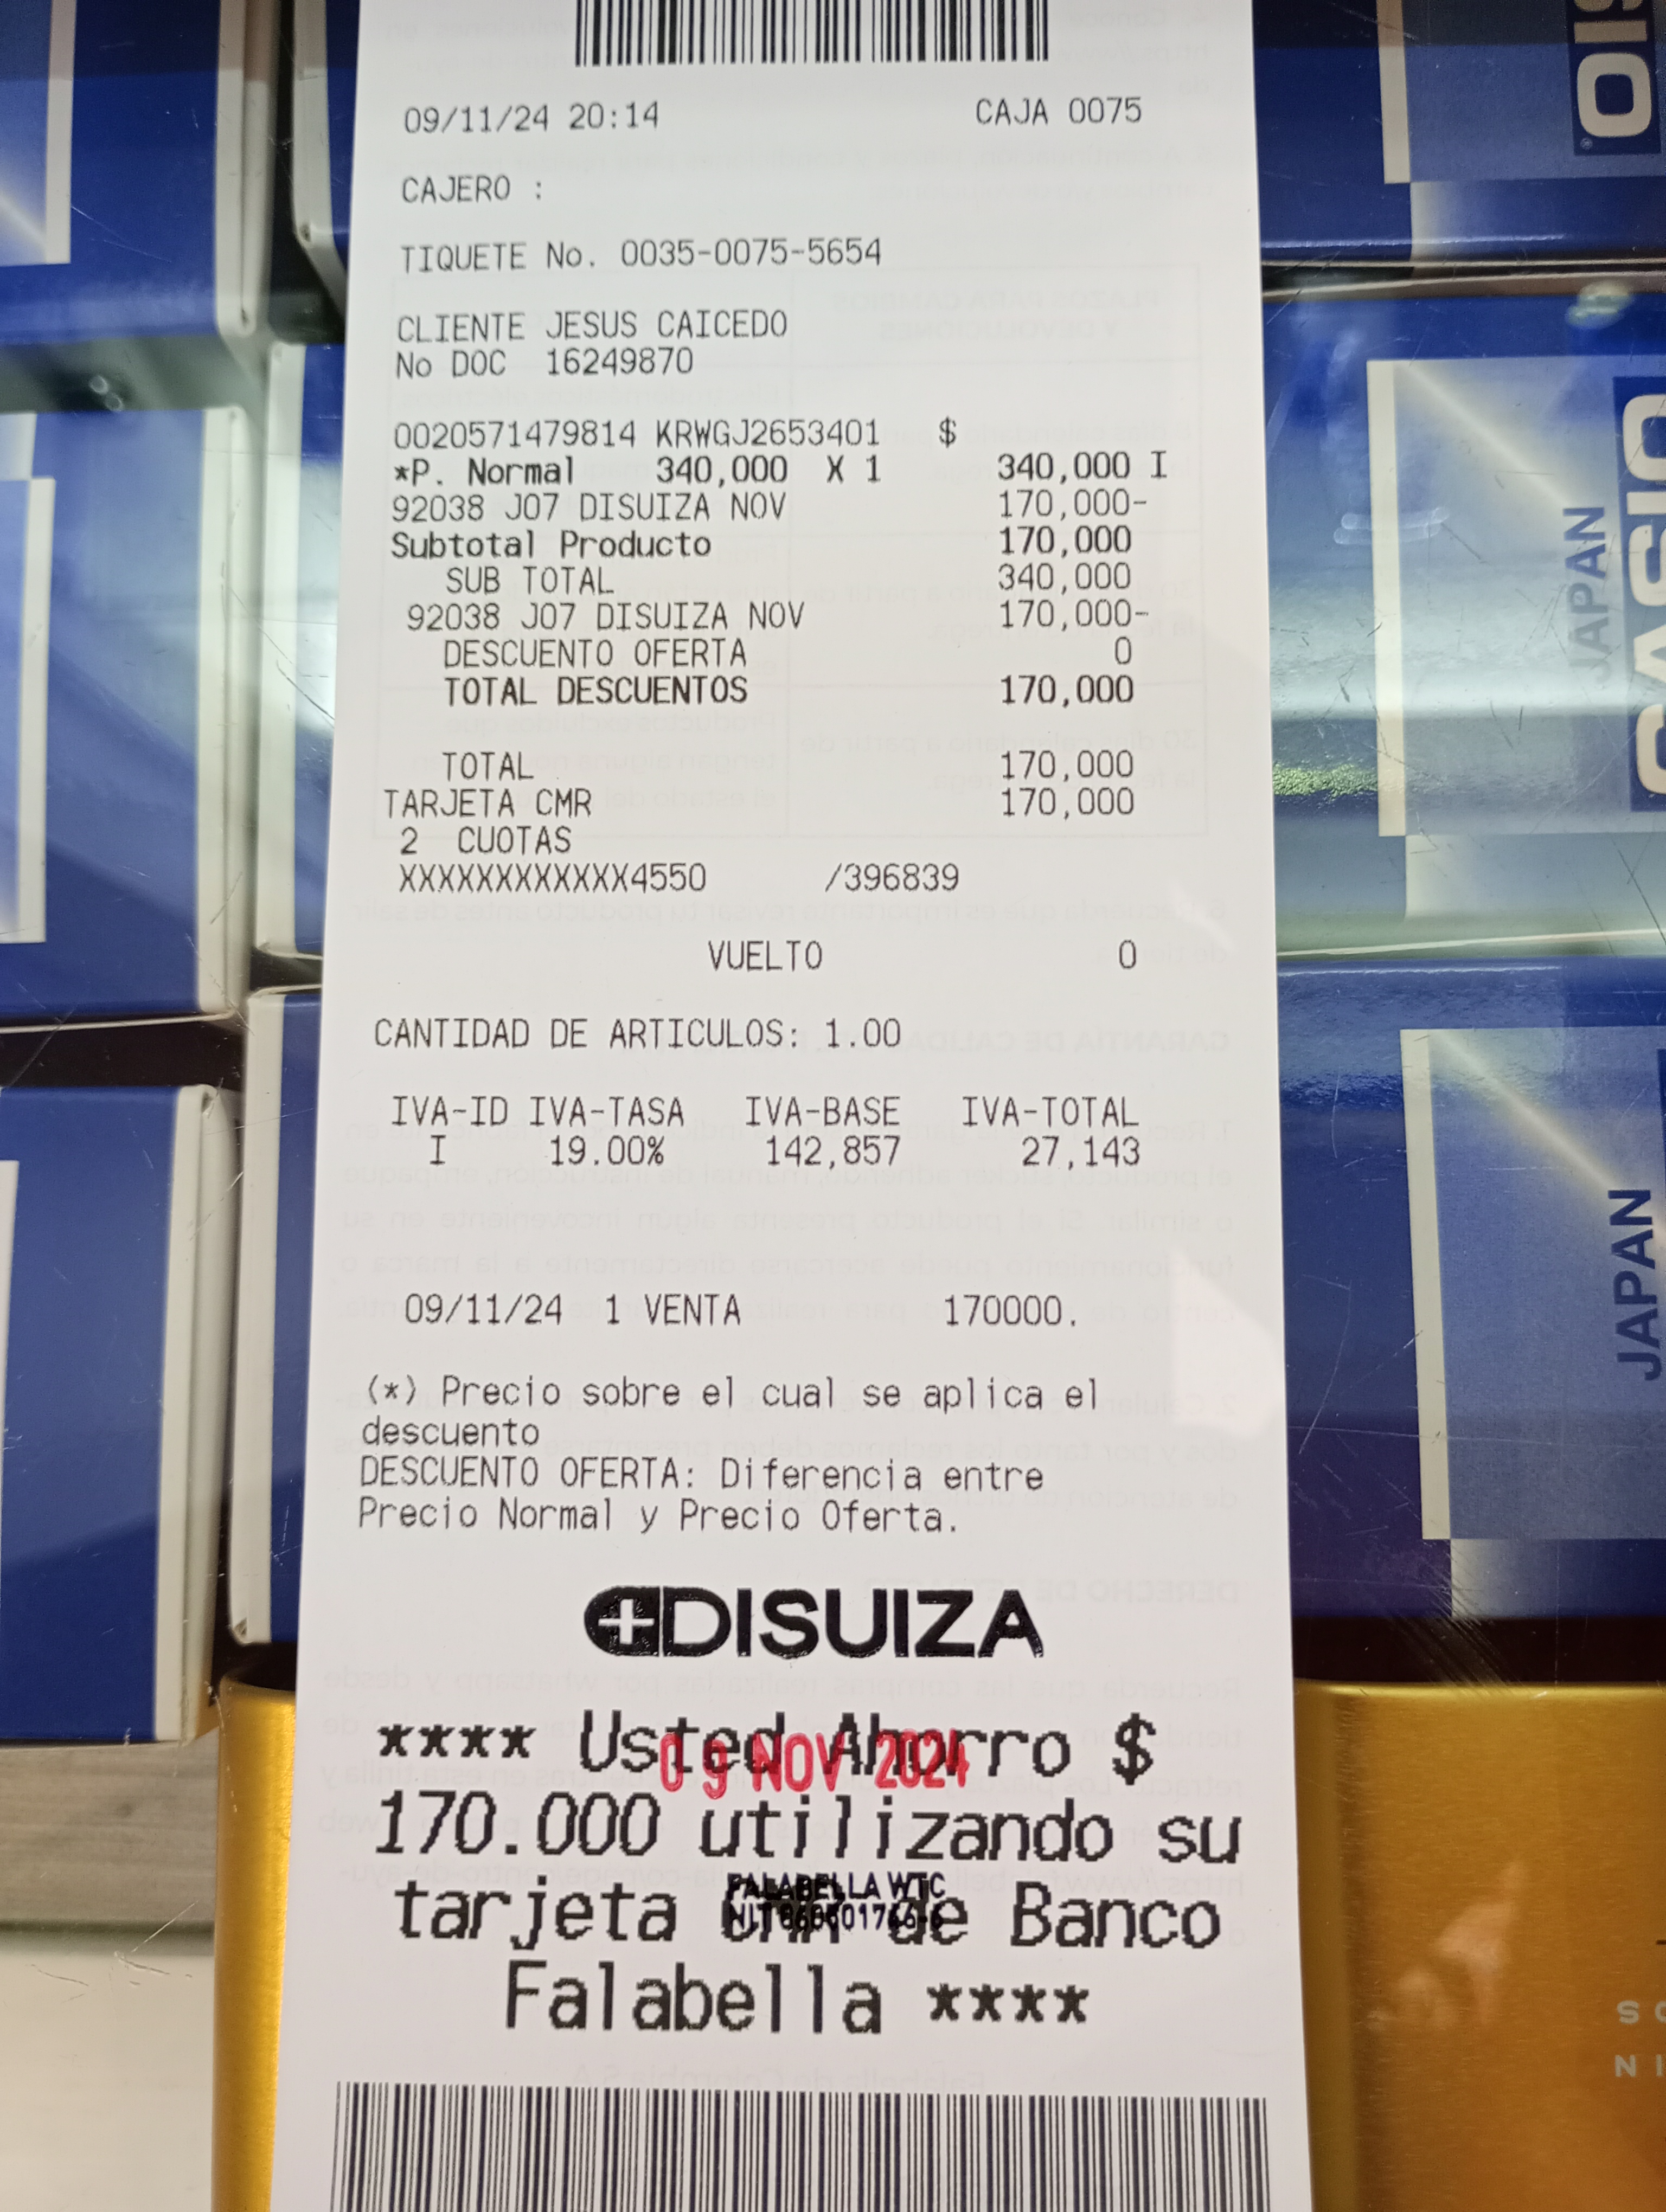 09/11/24 20:14 CAJA 0075
CAJERO :
TIQUETE No. 0035-0075-5654
CLIENTE JESUS CAICEDO
No DOC 16249870
0020571479814 KRWGJ2653401 $
*P. Normal 340,000 X 1 340,000 I
92038 J07 DISUIZA NOV 170,000-
Subtotal Producto 170,000
SUB TOTAL 340,000
92038 J07 DISUIZA NOV 170,000-
DESCUENTO OFERTA 0
TOTAL DESCUENTOS 170,000
TOTAL 170,000
TARJETA CMR 170,000
2 CUOTAS
XXXXXXXXXXXX4550 /396839
VUELTO 0
CANTIDAD DE ARTICULOS: 1.00
IVA-ID IVA-TASA IVA-BASE IVA-TOTAL
I 19.00% 142,857 27,143
09/11/24 1 VENTA 170000.
(*) Precio sobre el cual se aplica el
descuento
DESCUENTO OFERTA: Diferencia entre
Precio Normal y Precio Oferta.
DISUIZA
**** Usted Ahorro $
09 NOV 2024
170.000 utilizando su
FALABELLA WTC
tarjeta CMR de Banco
Falabella ****
JAPAN
CASIO
JAPAN